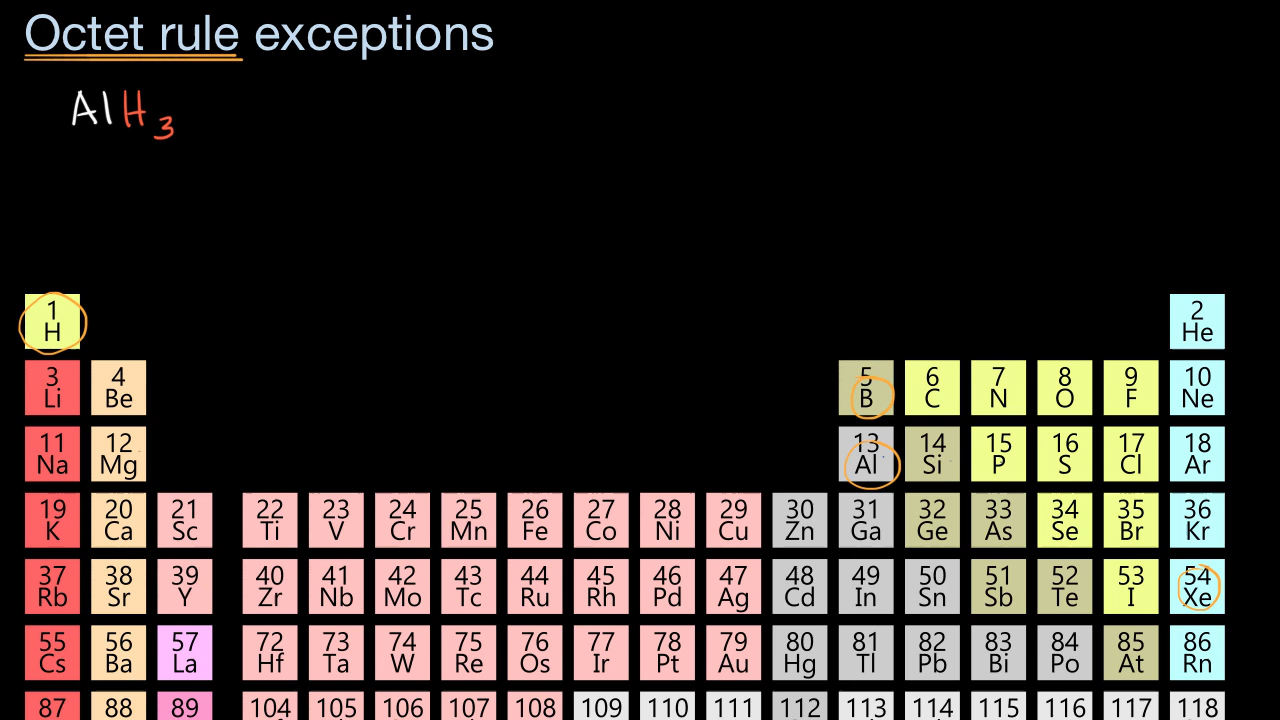 Octet rule exceptions
AlH3
1 2
H He
3 4 5 6 7 8 9 10
Li Be B C N O F Ne
11 12 13 14 15 16 17 18
Na Mg Al Si P S Cl Ar
19 20 21 22 23 24 25 26 27 28 29 30 31 32 33 34 35 36
K Ca Sc Ti V Cr Mn Fe Co Ni Cu Zn Ga Ge As Se Br Kr
37 38 39 40 41 42 43 44 45 46 47 48 49 50 51 52 53 54
Rb Sr Y Zr Nb Mo Tc Ru Rh Pd Ag Cd In Sn Sb Te I Xe
55 56 57 72 73 74 75 76 77 78 79 80 81 82 83 84 85 86
Cs Ba La Hf Ta W Re Os Ir Pt Au Hg Tl Pb Bi Po At Rn
87 88 89 104 105 106 107 108 109 110 111 112 113 114 115 116 117 118